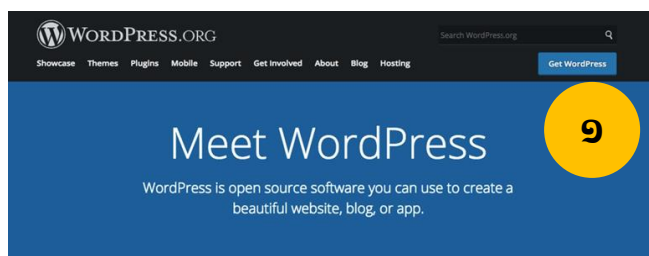 WORDPRESS.ORG
Search WordPress.org
Showcase Themes Plugins Mobile Support Get Involved About Blog Hosting
Get WordPress
Meet WordPress
WordPress is open source software you can use to create a
beautiful website, blog, or app.
๑